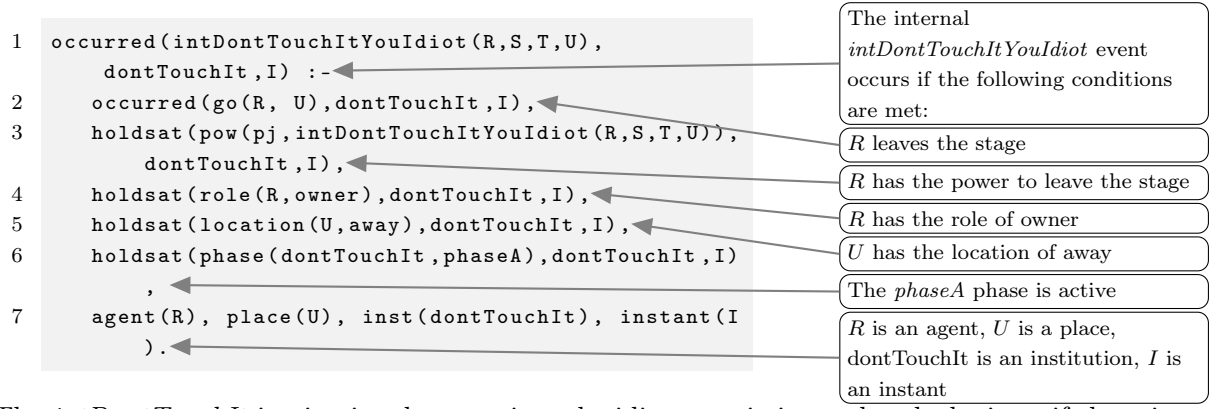 1 occurred(intDontTouchItYouIdiot(R,S,T,U),
dontTouchIt,I) :-
2 occurred(go(R, U),dontTouchIt,I),
3 holdsat(pow(pj,intDontTouchItYouIdiot(R,S,T,U)),
dontTouchIt,I),
4 holdsat(role(R,owner),dontTouchIt,I),
5 holdsat(location(U,away),dontTouchIt,I),
6 holdsat(phase(dontTouchIt,phaseA),dontTouchIt,I)
,
7 agent(R), place(U), inst(dontTouchIt), instant(I
).
The internal
intDontTouchItYouIdiot event
occurs if the following conditions
are met:
R leaves the stage
R has the power to leave the stage
R has the role of owner
U has the location of away
The phaseA phase is active
R is an agent, U is a place,
dontTouchIt is an institution, I is
an instant